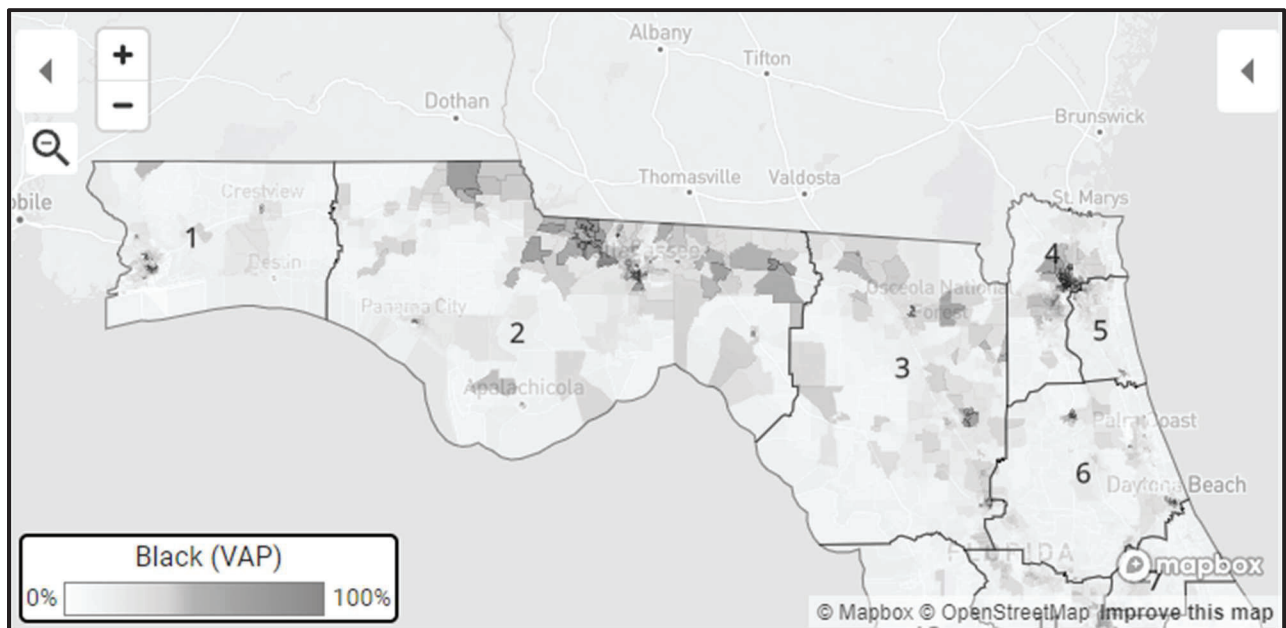 Albany
Tifton
Dothan
Brunswick
Thomasville
Valdosta
St. Marys
obile
Crestview
1
Destin
4
Osceola National
Forest
Panama City
2
5
3
Apalachicola
Palm Coast
6
Daytona Beach
Black (VAP)
0% 100%
FLORIDA
mapbox
© Mapbox © OpenStreetMap Improve this map